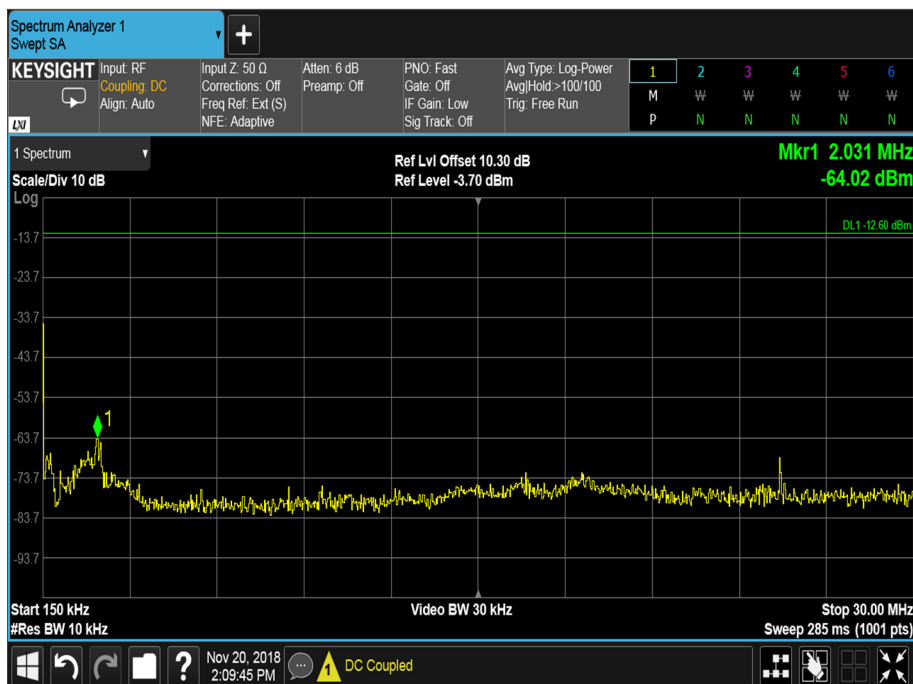 Spectrum Analyzer 1
Swept SA
KEYSIGHT
LXI
Input: RF
Coupling: DC
Align: Auto
Input Z: 50 Ω
Corrections: Off
Freq Ref: Ext (S)
NFE: Adaptive
Atten: 6 dB
Preamp: Off
PNO: Fast
Gate: Off
IF Gain: Low
Sig Track: Off
Avg Type: Log-Power
Avg|Hold:>100/100
Trig: Free Run
1 2 3 4 5 6
M W W W W W
P N N N N N
1 Spectrum
Scale/Div 10 dB
Log
Ref Lvl Offset 10.30 dB
Ref Level -3.70 dBm
Mkr1 2.031 MHz
-64.02 dBm
DL1 -12.60 dBm
-13.7
-23.7
-33.7
-43.7
-53.7
1
-63.7
-73.7
-83.7
-93.7
Start 150 kHz
#Res BW 10 kHz
Video BW 30 kHz
Stop 30.00 MHz
Sweep 285 ms (1001 pts)
?
Nov 20, 2018
2:09:45 PM
1
DC Coupled